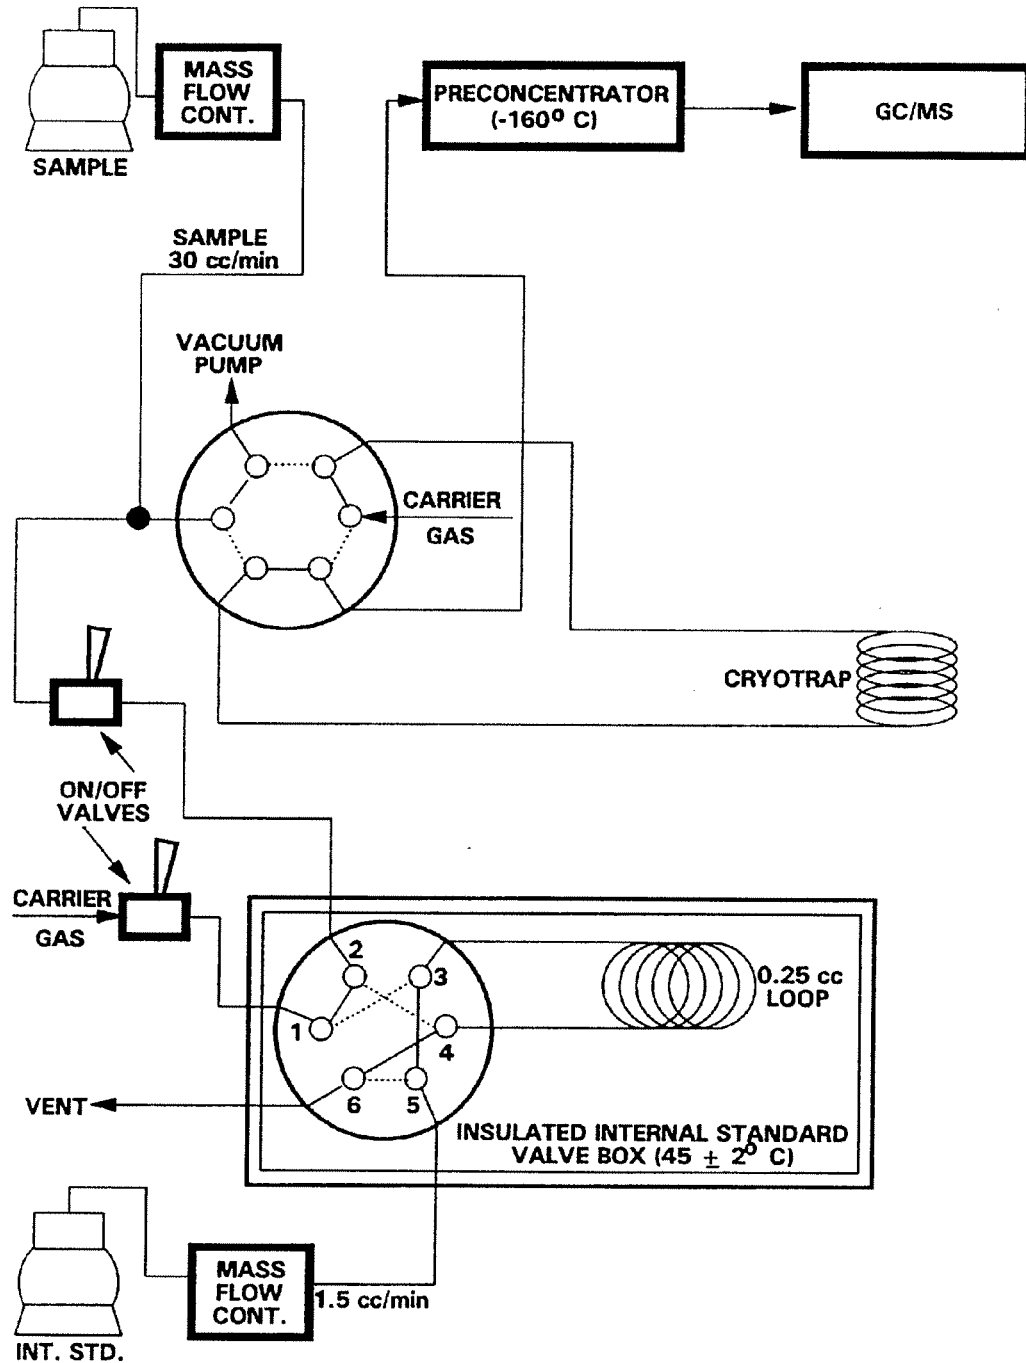 MASS
FLOW
CONT.
SAMPLE
PRECONCENTRATOR
(-160⁰ C)
GC/MS
SAMPLE
30 cc/min
VACUUM
PUMP
CARRIER
GAS
CRYOTRAP
ON/OFF
VALVES
CARRIER
GAS
2
3
1
4
6
5
0.25 cc
LOOP
VENT
INSULATED INTERNAL STANDARD
VALVE BOX (45 ± 2⁰ C)
MASS
FLOW
CONT.
1.5 cc/min
INT. STD.